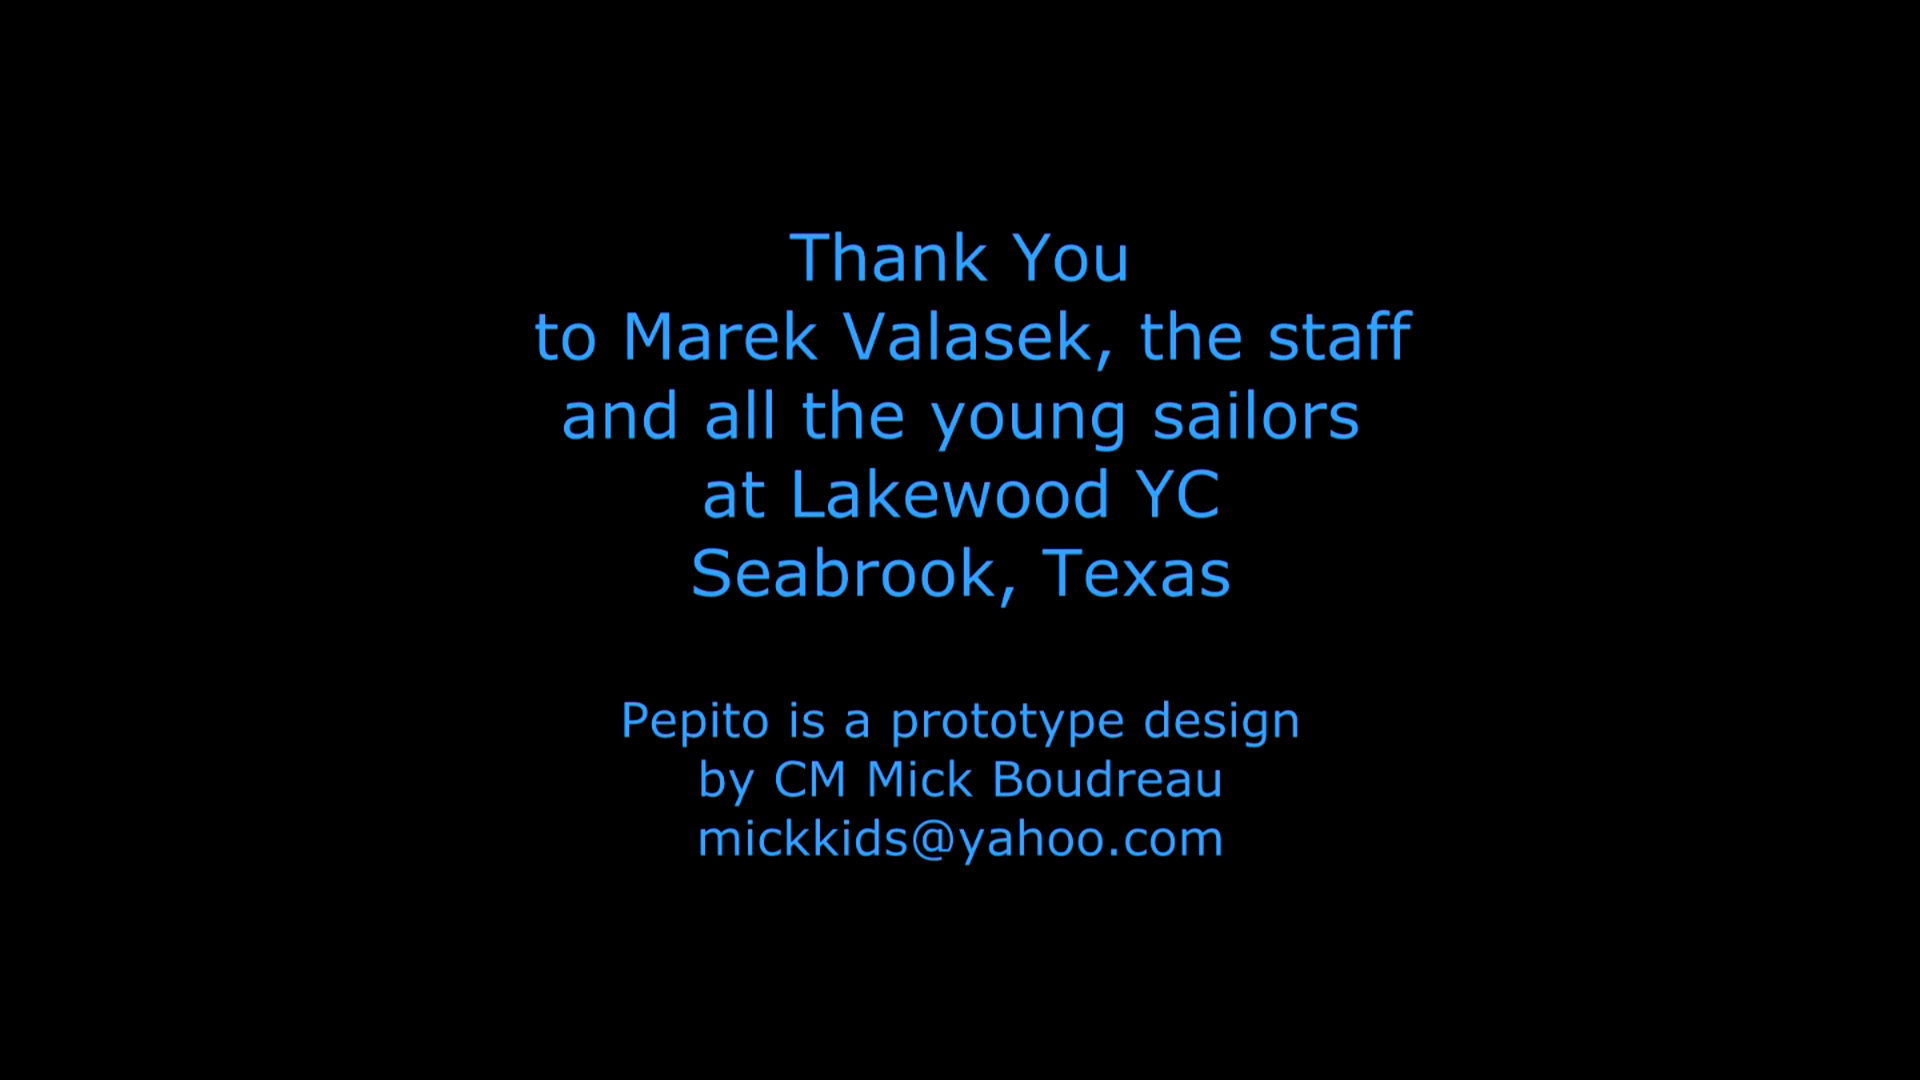 Thank You
to Marek Valasek, the staff
and all the young sailors
at Lakewood YC
Seabrook, Texas
Pepito is a prototype design
by CM Mick Boudreau
mickkids@yahoo.com